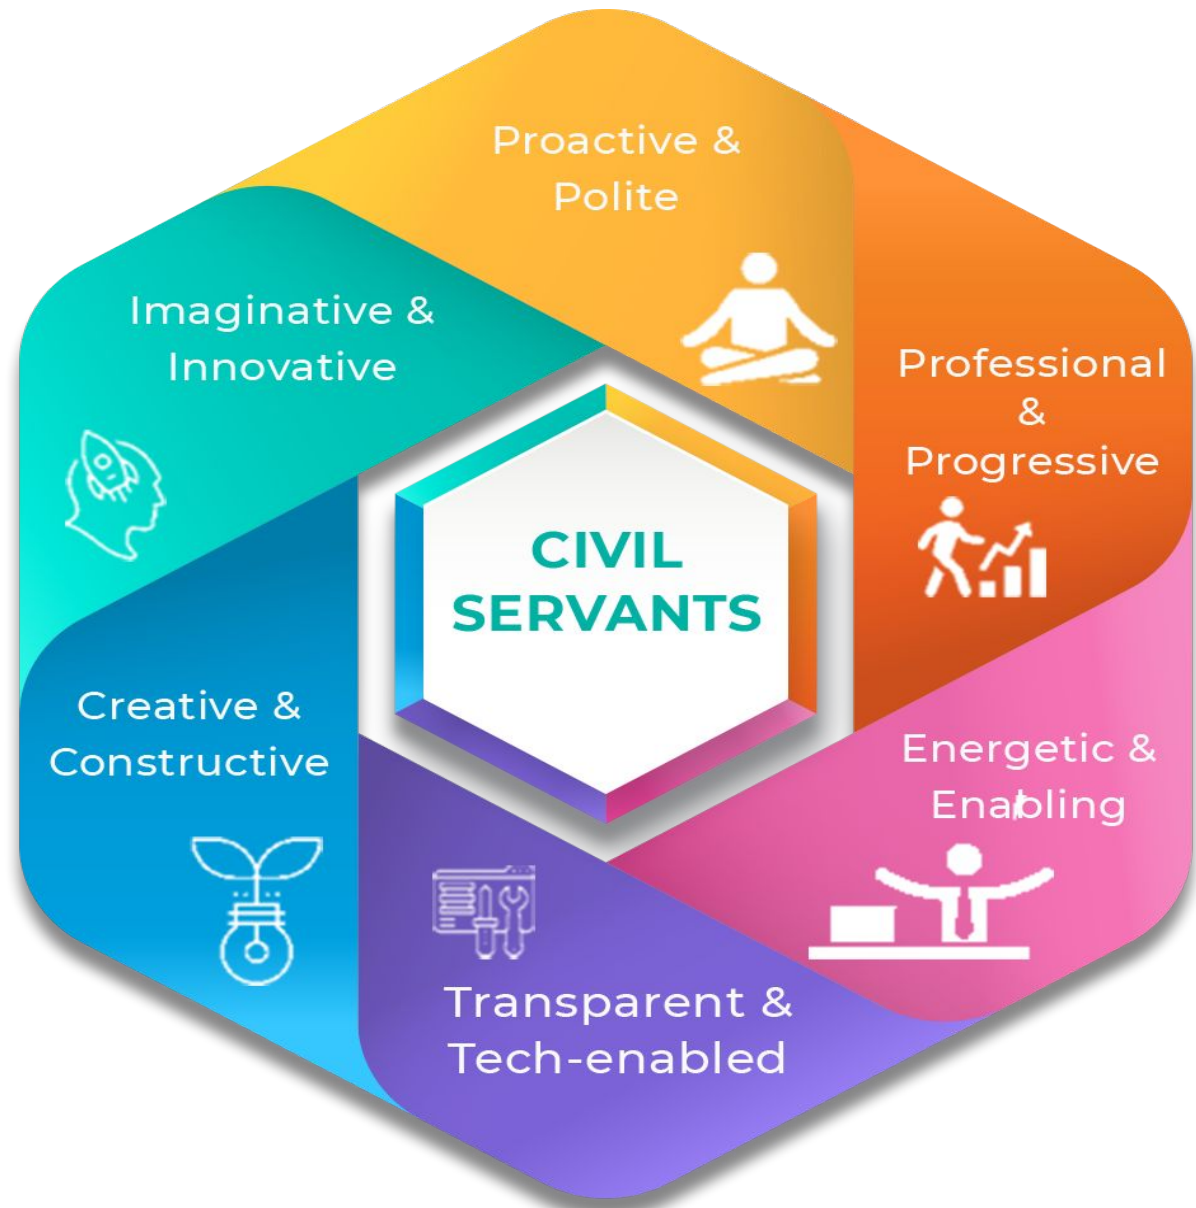 Proactive &
Polite
Imaginative &
Innovative
Professional
&
Progressive
CIVIL
SERVANTS
Creative &
Constructive
Energetic &
Enabling
Transparent &
Tech-enabled